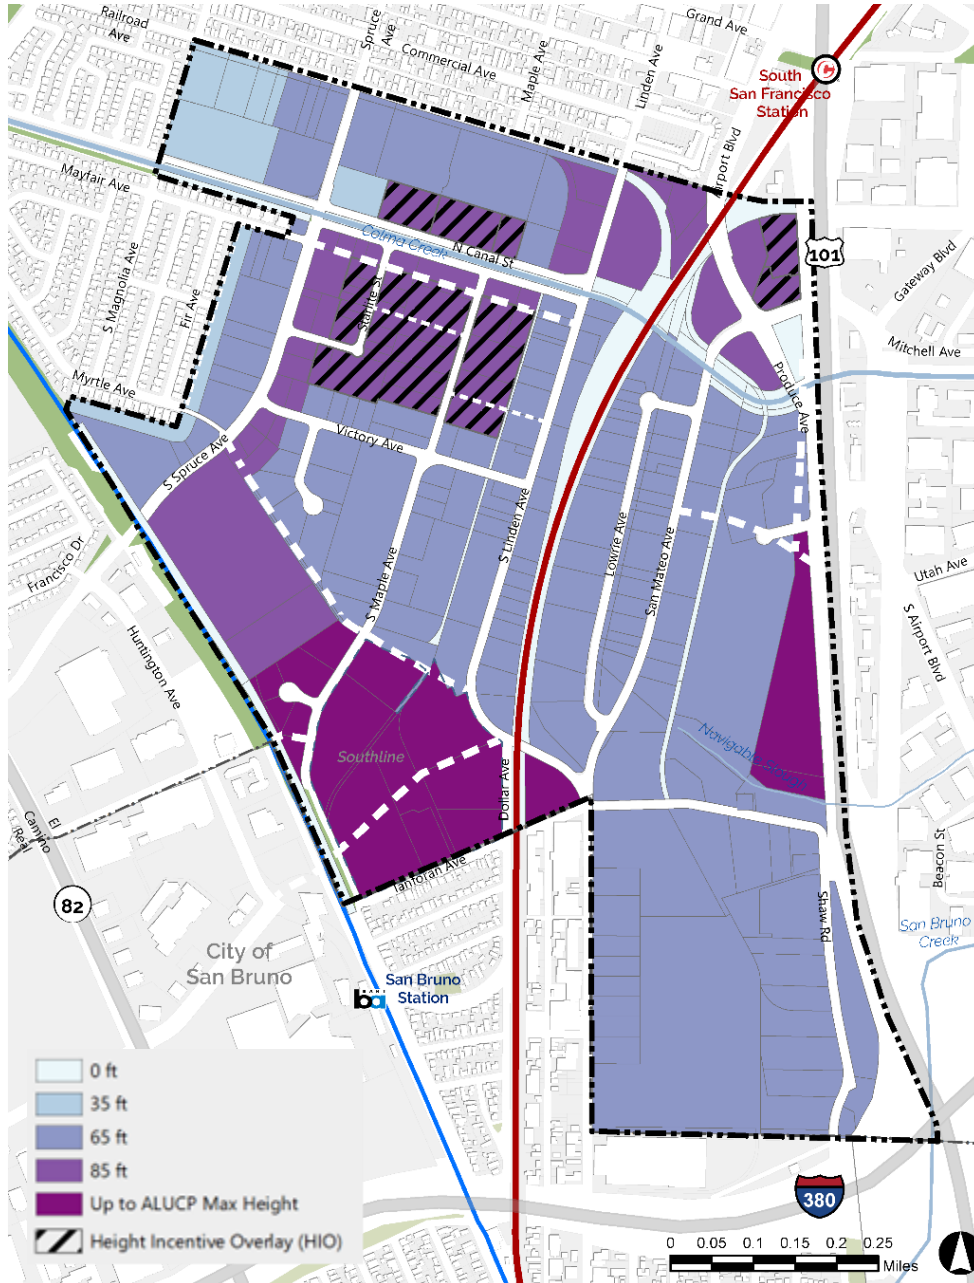 Railroad
Ave
Spruce
Ave
Commercial Ave
Maple Ave
Linden Ave
Grand Ave
South
San Francisco
Station
Airport Blvd
101
Mayfair Ave
S Magnolia Ave
Fir Ave
Myrtle Ave
Colma Creek
N Canal St
Starlite St
Gateway Blvd
Mitchell Ave
Produce Ave
Victory Ave
S Spruce Ave
S Linden Ave
Lowrie Ave
San Mateo Ave
S Maple Ave
Francisco Dr
Huntington Ave
Utah Ave
S Airport Blvd
Southline
Dollar Ave
Navigable Slough
Tanforan Ave
El
Camino
Real
82
Shaw Rd
Beacon St
San Bruno
Creek
City of
San Bruno
ba
San Bruno
Station
0 ft
35 ft
65 ft
85 ft
Up to ALUCP Max Height
Height Incentive Overlay (HIO)
380
0 0.05 0.1 0.15 0.2 0.25
Miles